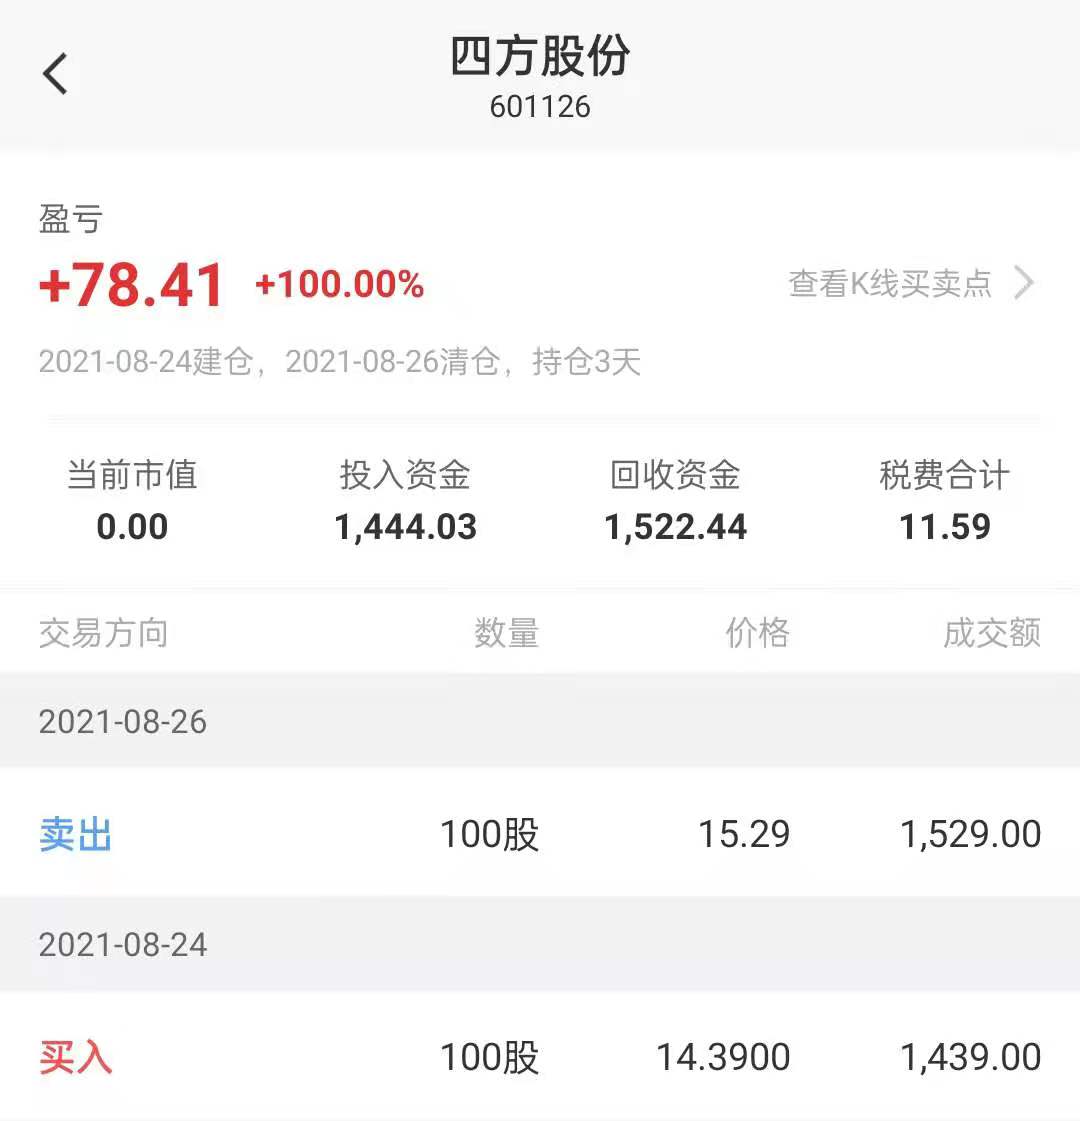 四方股份
601126
盈亏
+78.41 +100.00% 查看K线买卖点
2021-08-24建仓，2021-08-26清仓，持仓3天
当前市值 投入资金 回收资金 税费合计
0.00 1,444.03 1,522.44 11.59
交易方向 数量 价格 成交额
2021-08-26
卖出 100股 15.29 1,529.00
2021-08-24
买入 100股 14.3900 1,439.00